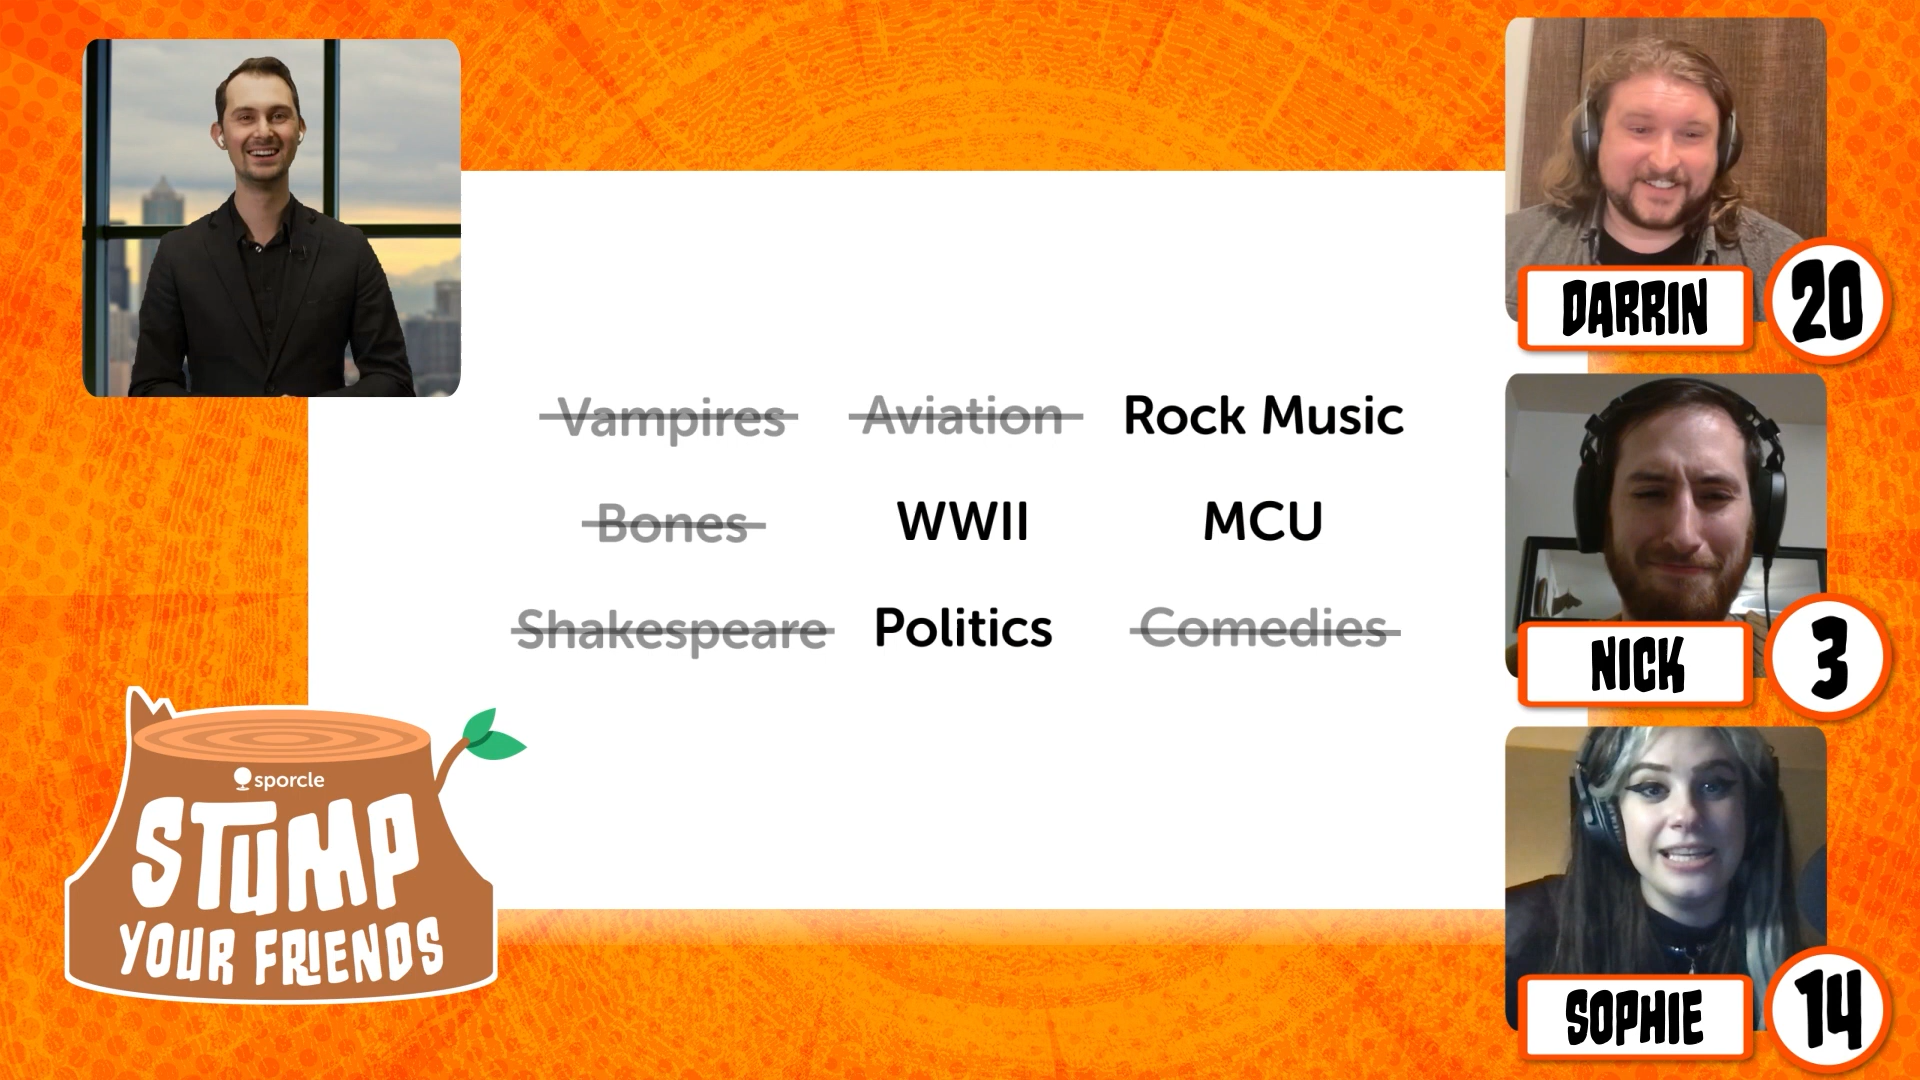 Vampires Aviation Rock Music
Bones WWII MCU
Shakespeare Politics Comedies
DARRIN 20
NICK 3
SOPHIE 14
sporcle
STUMP
YOUR FRIENDS